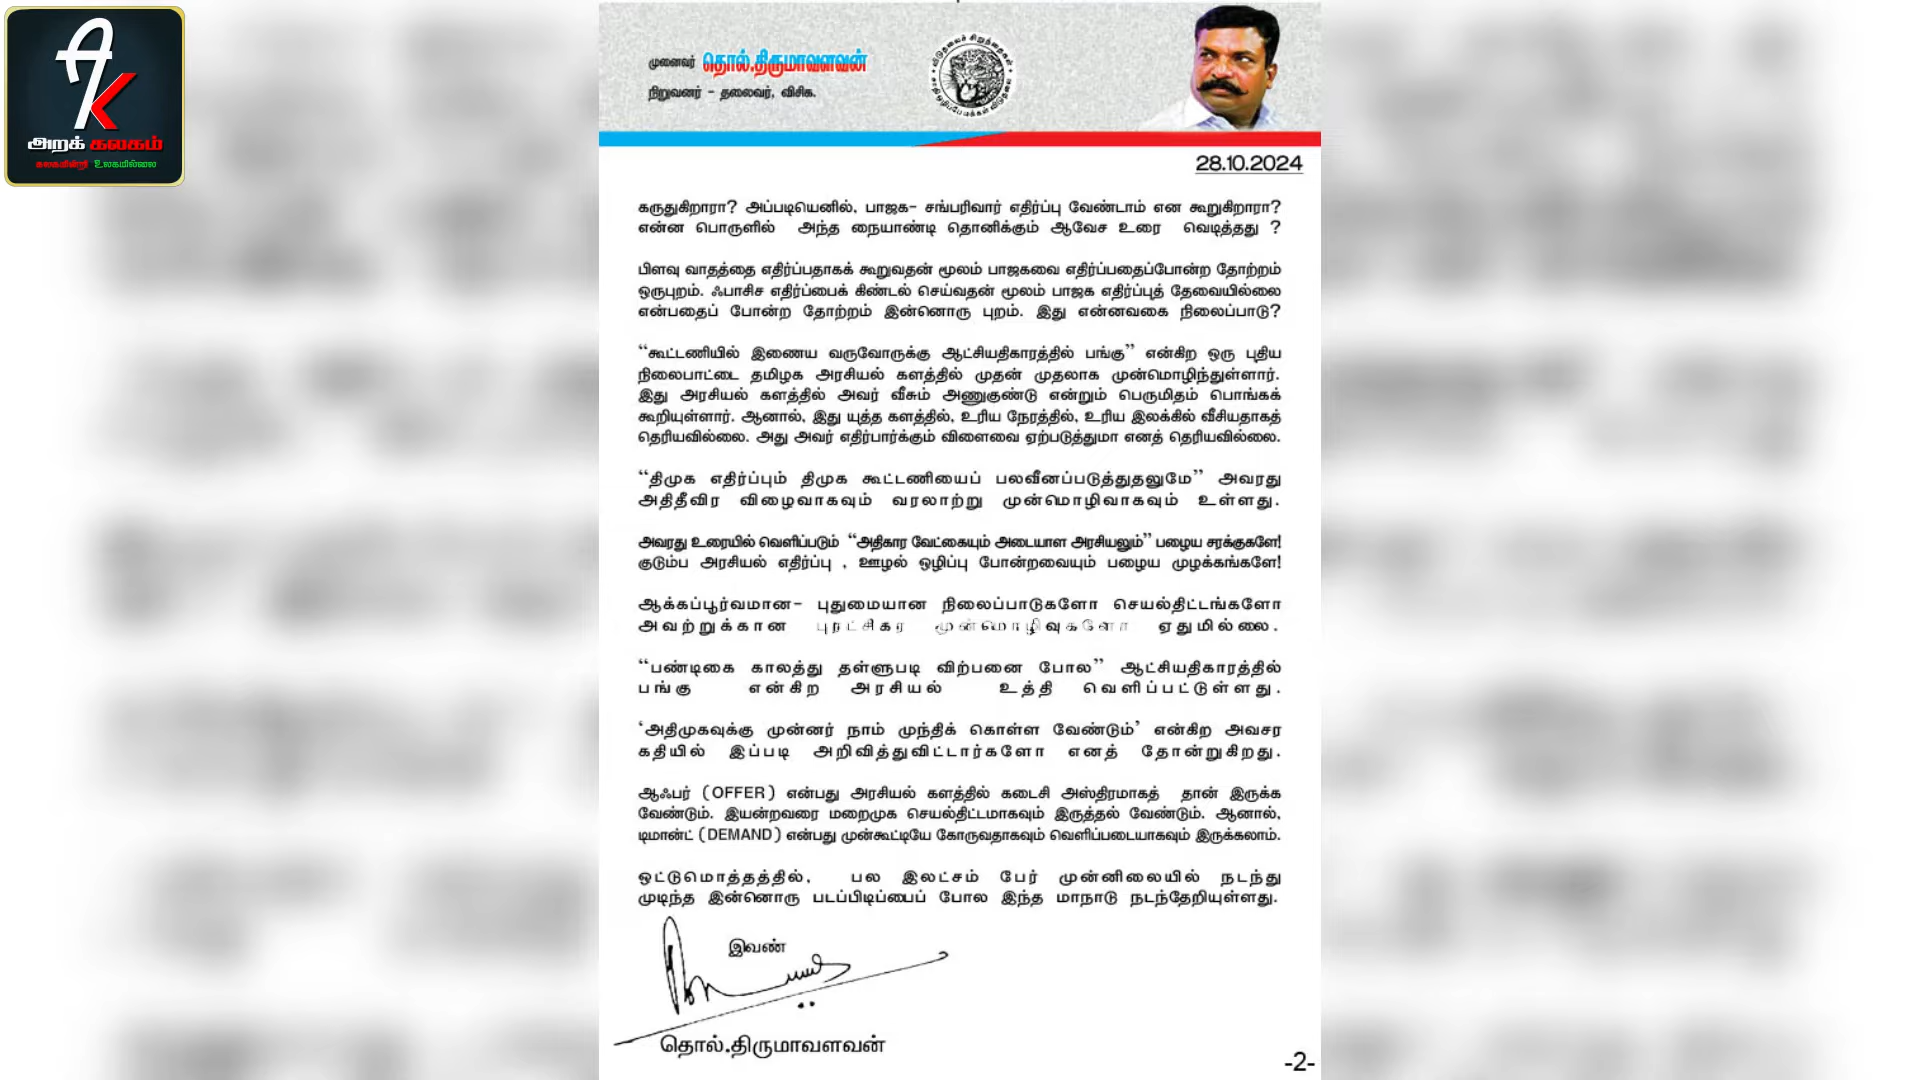 AK
அறக் கலகம்
கலகமின்றி உலகமில்லை
முனைவர் தொல்.திருமாவளவன்
நிறுவனர் - தலைவர், விசிக.
விடுதலைச் சிறுத்தைகள்
28.10.2024
கருதுகிறாரா? அப்படியெனில், பாஜக- சங்பரிவார் எதிர்ப்பு வேண்டாம் என கூறுகிறாரா?
என்ன பொருளில் அந்த நையாண்டி தொனிக்கும் ஆவேச உரை வெடித்தது ?
பிளவு வாதத்தை எதிர்ப்பதாகக் கூறுவதன் மூலம் பாஜகவை எதிர்ப்பதைப்போன்ற தோற்றம்
ஒருபுறம். ஃபாசிச எதிர்ப்பைக் கிண்டல் செய்வதன் மூலம் பாஜக எதிர்ப்புத் தேவையில்லை
என்பதைப் போன்ற தோற்றம் இன்னொரு புறம். இது என்னவகை நிலைப்பாடு?
“கூட்டணியில் இணைய வருவோருக்கு ஆட்சியதிகாரத்தில் பங்கு” என்கிற ஒரு புதிய
நிலைபாட்டை தமிழக அரசியல் களத்தில் முதன் முதலாக முன்மொழிந்துள்ளார்.
இது அரசியல் களத்தில் அவர் வீசும் அணுகுண்டு என்றும் பெருமிதம் பொங்கக்
கூறியுள்ளார். ஆனால், இது யுத்த களத்தில், உரிய நேரத்தில், உரிய இலக்கில் வீசியதாகத்
தெரியவில்லை. அது அவர் எதிர்பார்க்கும் விளைவை ஏற்படுத்துமா எனத் தெரியவில்லை.
“திமுக எதிர்ப்பும் திமுக கூட்டணியைப் பலவீனப்படுத்துதலுமே” அவரது
அதிதீவிர விழைவாகவும் வரலாற்று முன்மொழிவாகவும் உள்ளது.
அவரது உரையில் வெளிப்படும் “அதிகார வேட்கையும் அடையாள அரசியலும்” பழைய சரக்குகளே!
குடும்ப அரசியல் எதிர்ப்பு , ஊழல் ஒழிப்பு போன்றவையும் பழைய முழக்கங்களே!
ஆக்கப்பூர்வமான- புதுமையான நிலைப்பாடுகளோ செயல்திட்டங்களோ
அவற்றுக்கான புரட்சிகர முன்மொழிவுகளோ ஏதுமில்லை.
“பண்டிகை காலத்து தள்ளுபடி விற்பனை போல” ஆட்சியதிகாரத்தில்
பங்கு என்கிற அரசியல் உத்தி வெளிப்பட்டுள்ளது.
‘அதிமுகவுக்கு முன்னர் நாம் முந்திக் கொள்ள வேண்டும்’ என்கிற அவசர
கதியில் இப்படி அறிவித்துவிட்டார்களோ எனத் தோன்றுகிறது.
ஆஃபர் (OFFER) என்பது அரசியல் களத்தில் கடைசி அஸ்திரமாகத் தான் இருக்க
வேண்டும். இயன்றவரை மறைமுக செயல்திட்டமாகவும் இருத்தல் வேண்டும். ஆனால்,
டிமான்ட் (DEMAND) என்பது முன்கூட்டியே கோருவதாகவும் வெளிப்படையாகவும் இருக்கலாம்.
ஒட்டுமொத்தத்தில், பல இலட்சம் பேர் முன்னிலையில் நடந்து
முடிந்த இன்னொரு படப்பிடிப்பைப் போல இந்த மாநாடு நடந்தேறியுள்ளது.
இவண்
தொல்.திருமாவளவன்
-2-